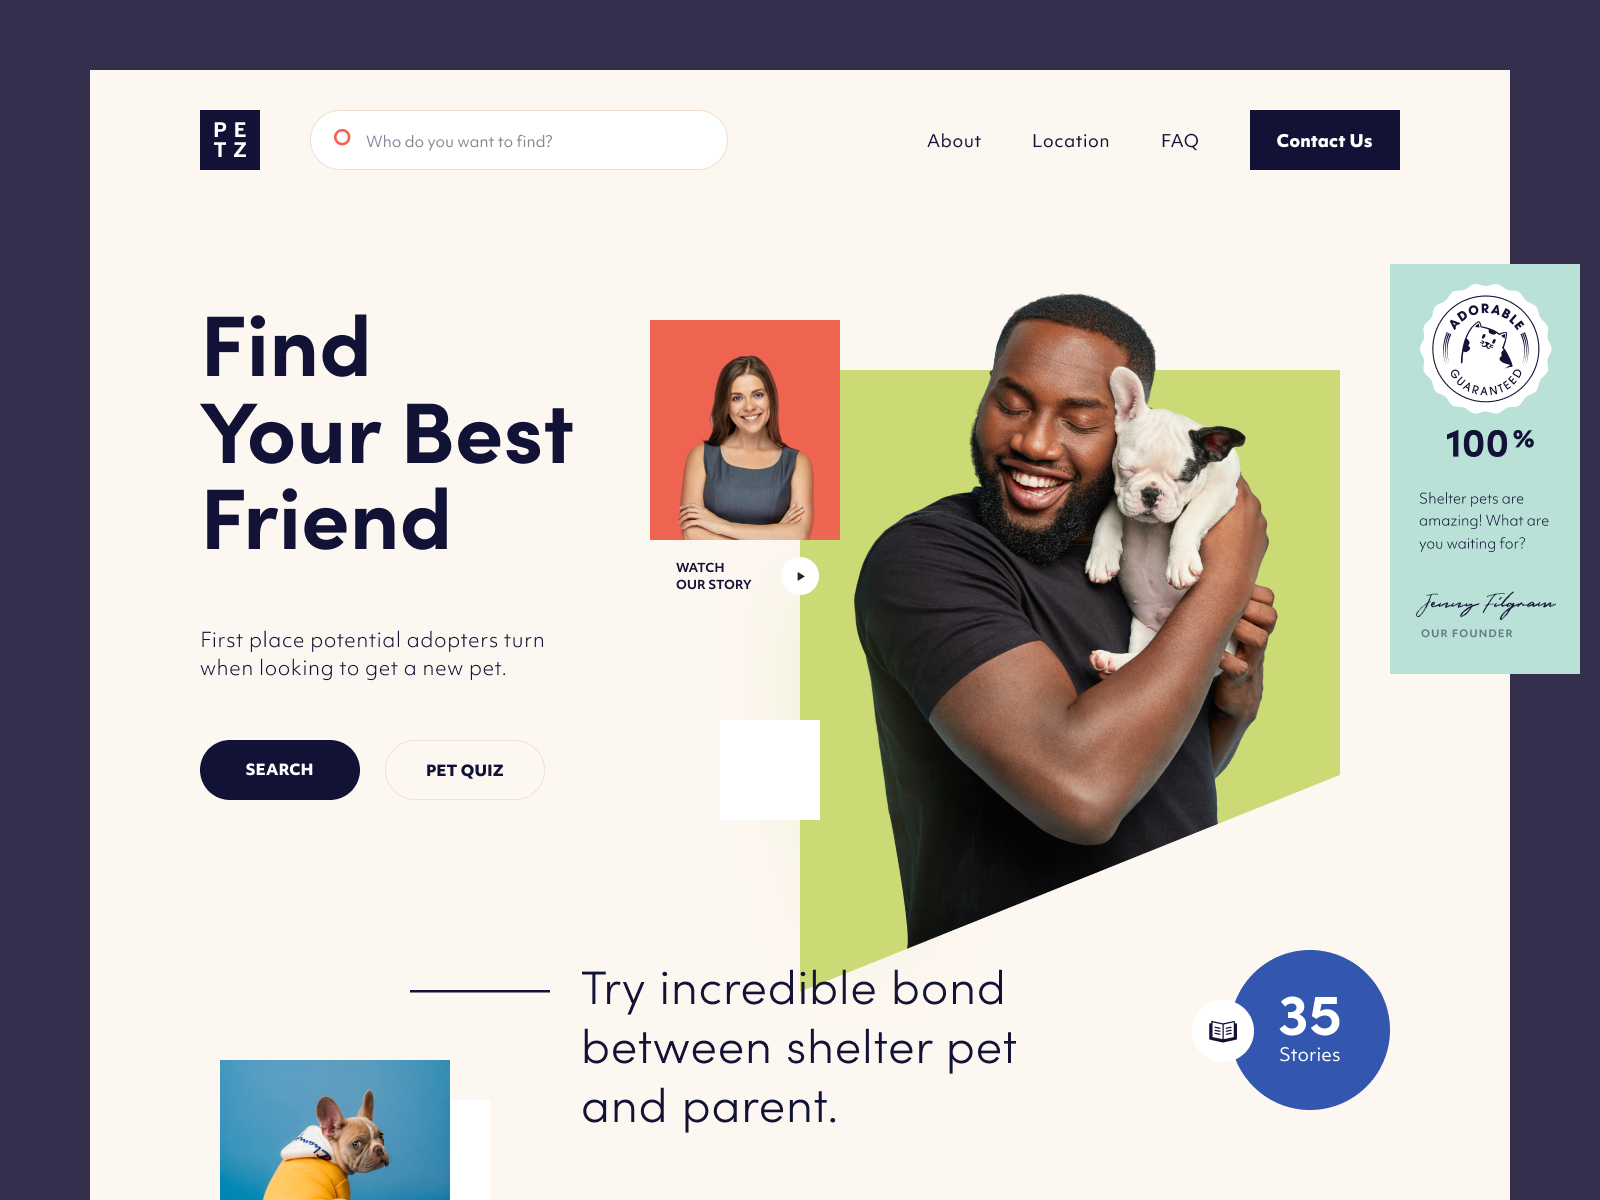 PE
TZ
Who do you want to find?
About
Location
FAQ
Contact Us
Find
Your Best
Friend
First place potential adopters turn
when looking to get a new pet.
SEARCH
PET QUIZ
WATCH
OUR STORY
ADORABLE
GUARANTEED
100%
Shelter pets are
amazing! What are
you waiting for?
Jenny Filgram
OUR FOUNDER
Try incredible bond
between shelter pet
and parent.
35
Stories